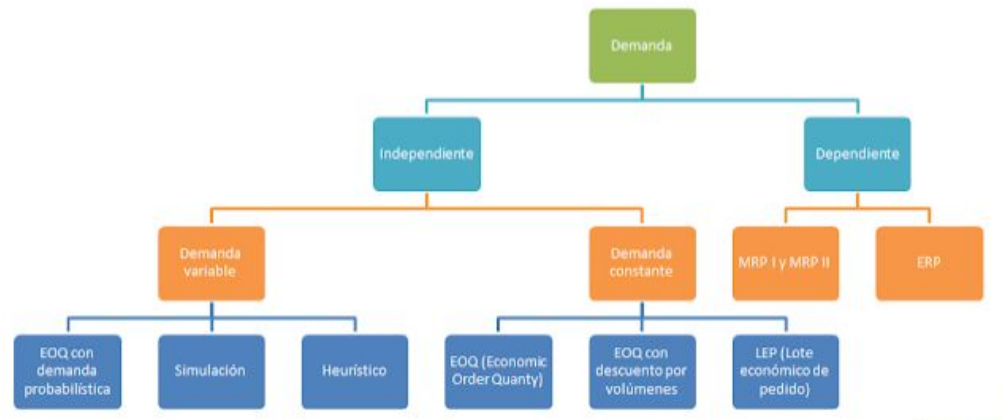 Demanda
Independiente
Dependiente
Demanda
variable
Demanda
constante
MRP I y MRP II
ERP
EOQ con
demanda
probabilística
Simulación
Heurístico
EOQ (Economic
Order Quanty)
EOQ con
descuento por
volúmenes
LEP (Lote
económico de
pedido)